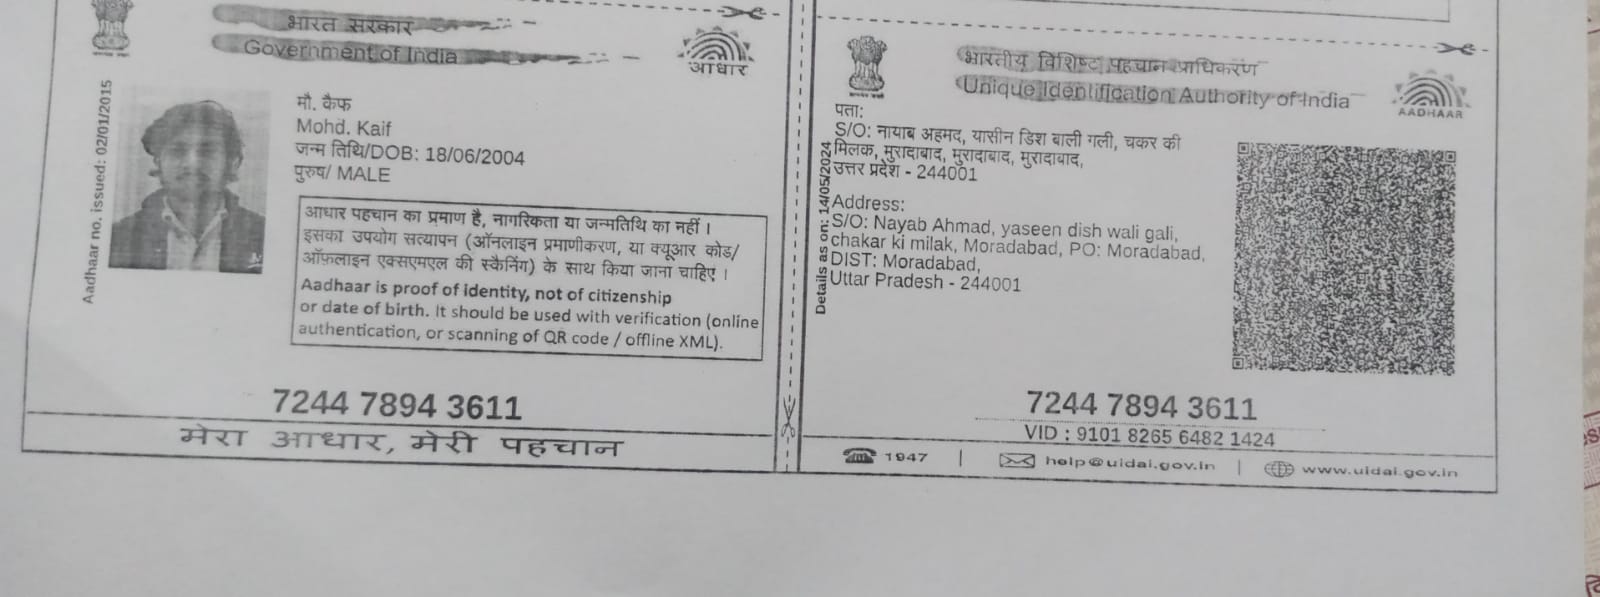 भारत सरकार
Government of India
आधार
Aadhaar no. issued: 02/01/2015
मौ. कैफ
Mohd. Kaif
जन्म तिथि/DOB: 18/06/2004
पुरुष/ MALE
आधार पहचान का प्रमाण है, नागरिकता या जन्मतिथि का नहीं ।
इसका उपयोग सत्यापन (ऑनलाइन प्रमाणीकरण, या क्यूआर कोड/
ऑफ़लाइन एक्सएमएल की स्कैनिंग) के साथ किया जाना चाहिए ।
Aadhaar is proof of identity, not of citizenship
or date of birth. It should be used with verification (online
authentication, or scanning of QR code / offline XML).
7244 7894 3611
मेरा आधार, मेरी पहचान
भारतीय विशिष्ट पहचान प्राधिकरण
Unique Identification Authority of India
AADHAAR
Details as on: 14/05/2024
पता:
S/O: नायाब अहमद, यासीन डिश बाली गली, चकर की
मिलक, मुरादाबाद, मुरादाबाद, मुरादाबाद,
उत्तर प्रदेश - 244001
Address:
S/O: Nayab Ahmad, yaseen dish wali gali,
chakar ki milak, Moradabad, PO: Moradabad,
DIST: Moradabad,
Uttar Pradesh - 244001
7244 7894 3611
VID : 9101 8265 6482 1424
1947 | help@uidai.gov.in | www.uidai.gov.in